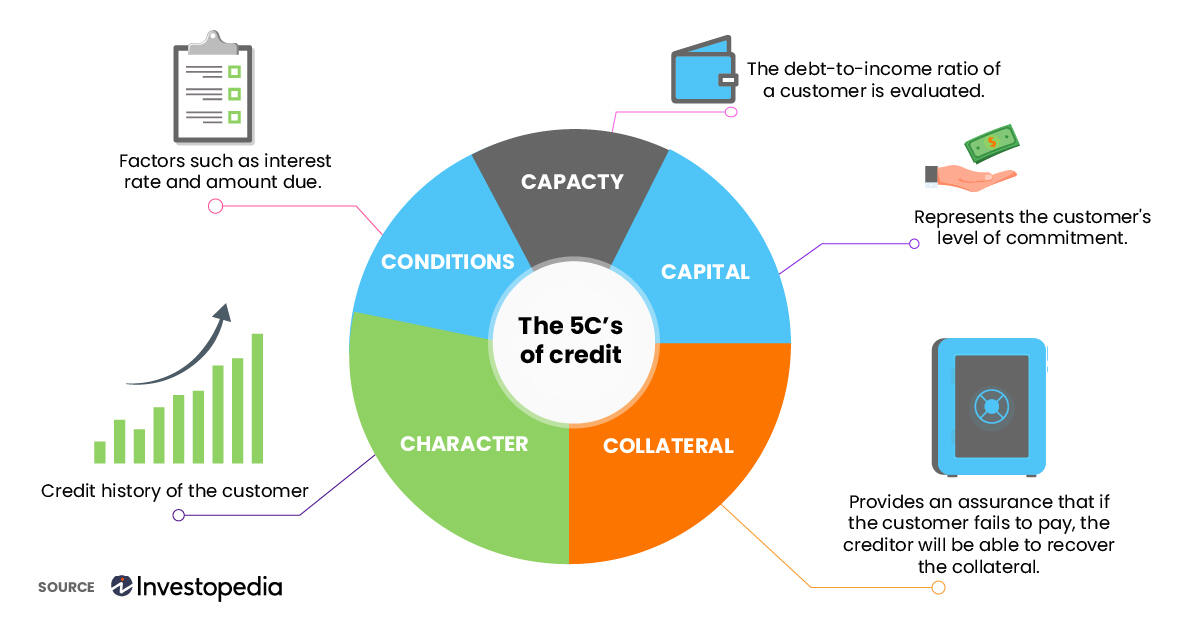 The debt-to-income ratio of
a customer is evaluated.
Factors such as interest
rate and amount due.
CAPACTY
Represents the customer's
level of commitment.
CONDITIONS
CAPITAL
The 5C’s
of credit
CHARACTER
COLLATERAL
Credit history of the customer
Provides an assurance that if
the customer fails to pay, the
creditor will be able to recover
the collateral.
SOURCE Investopedia